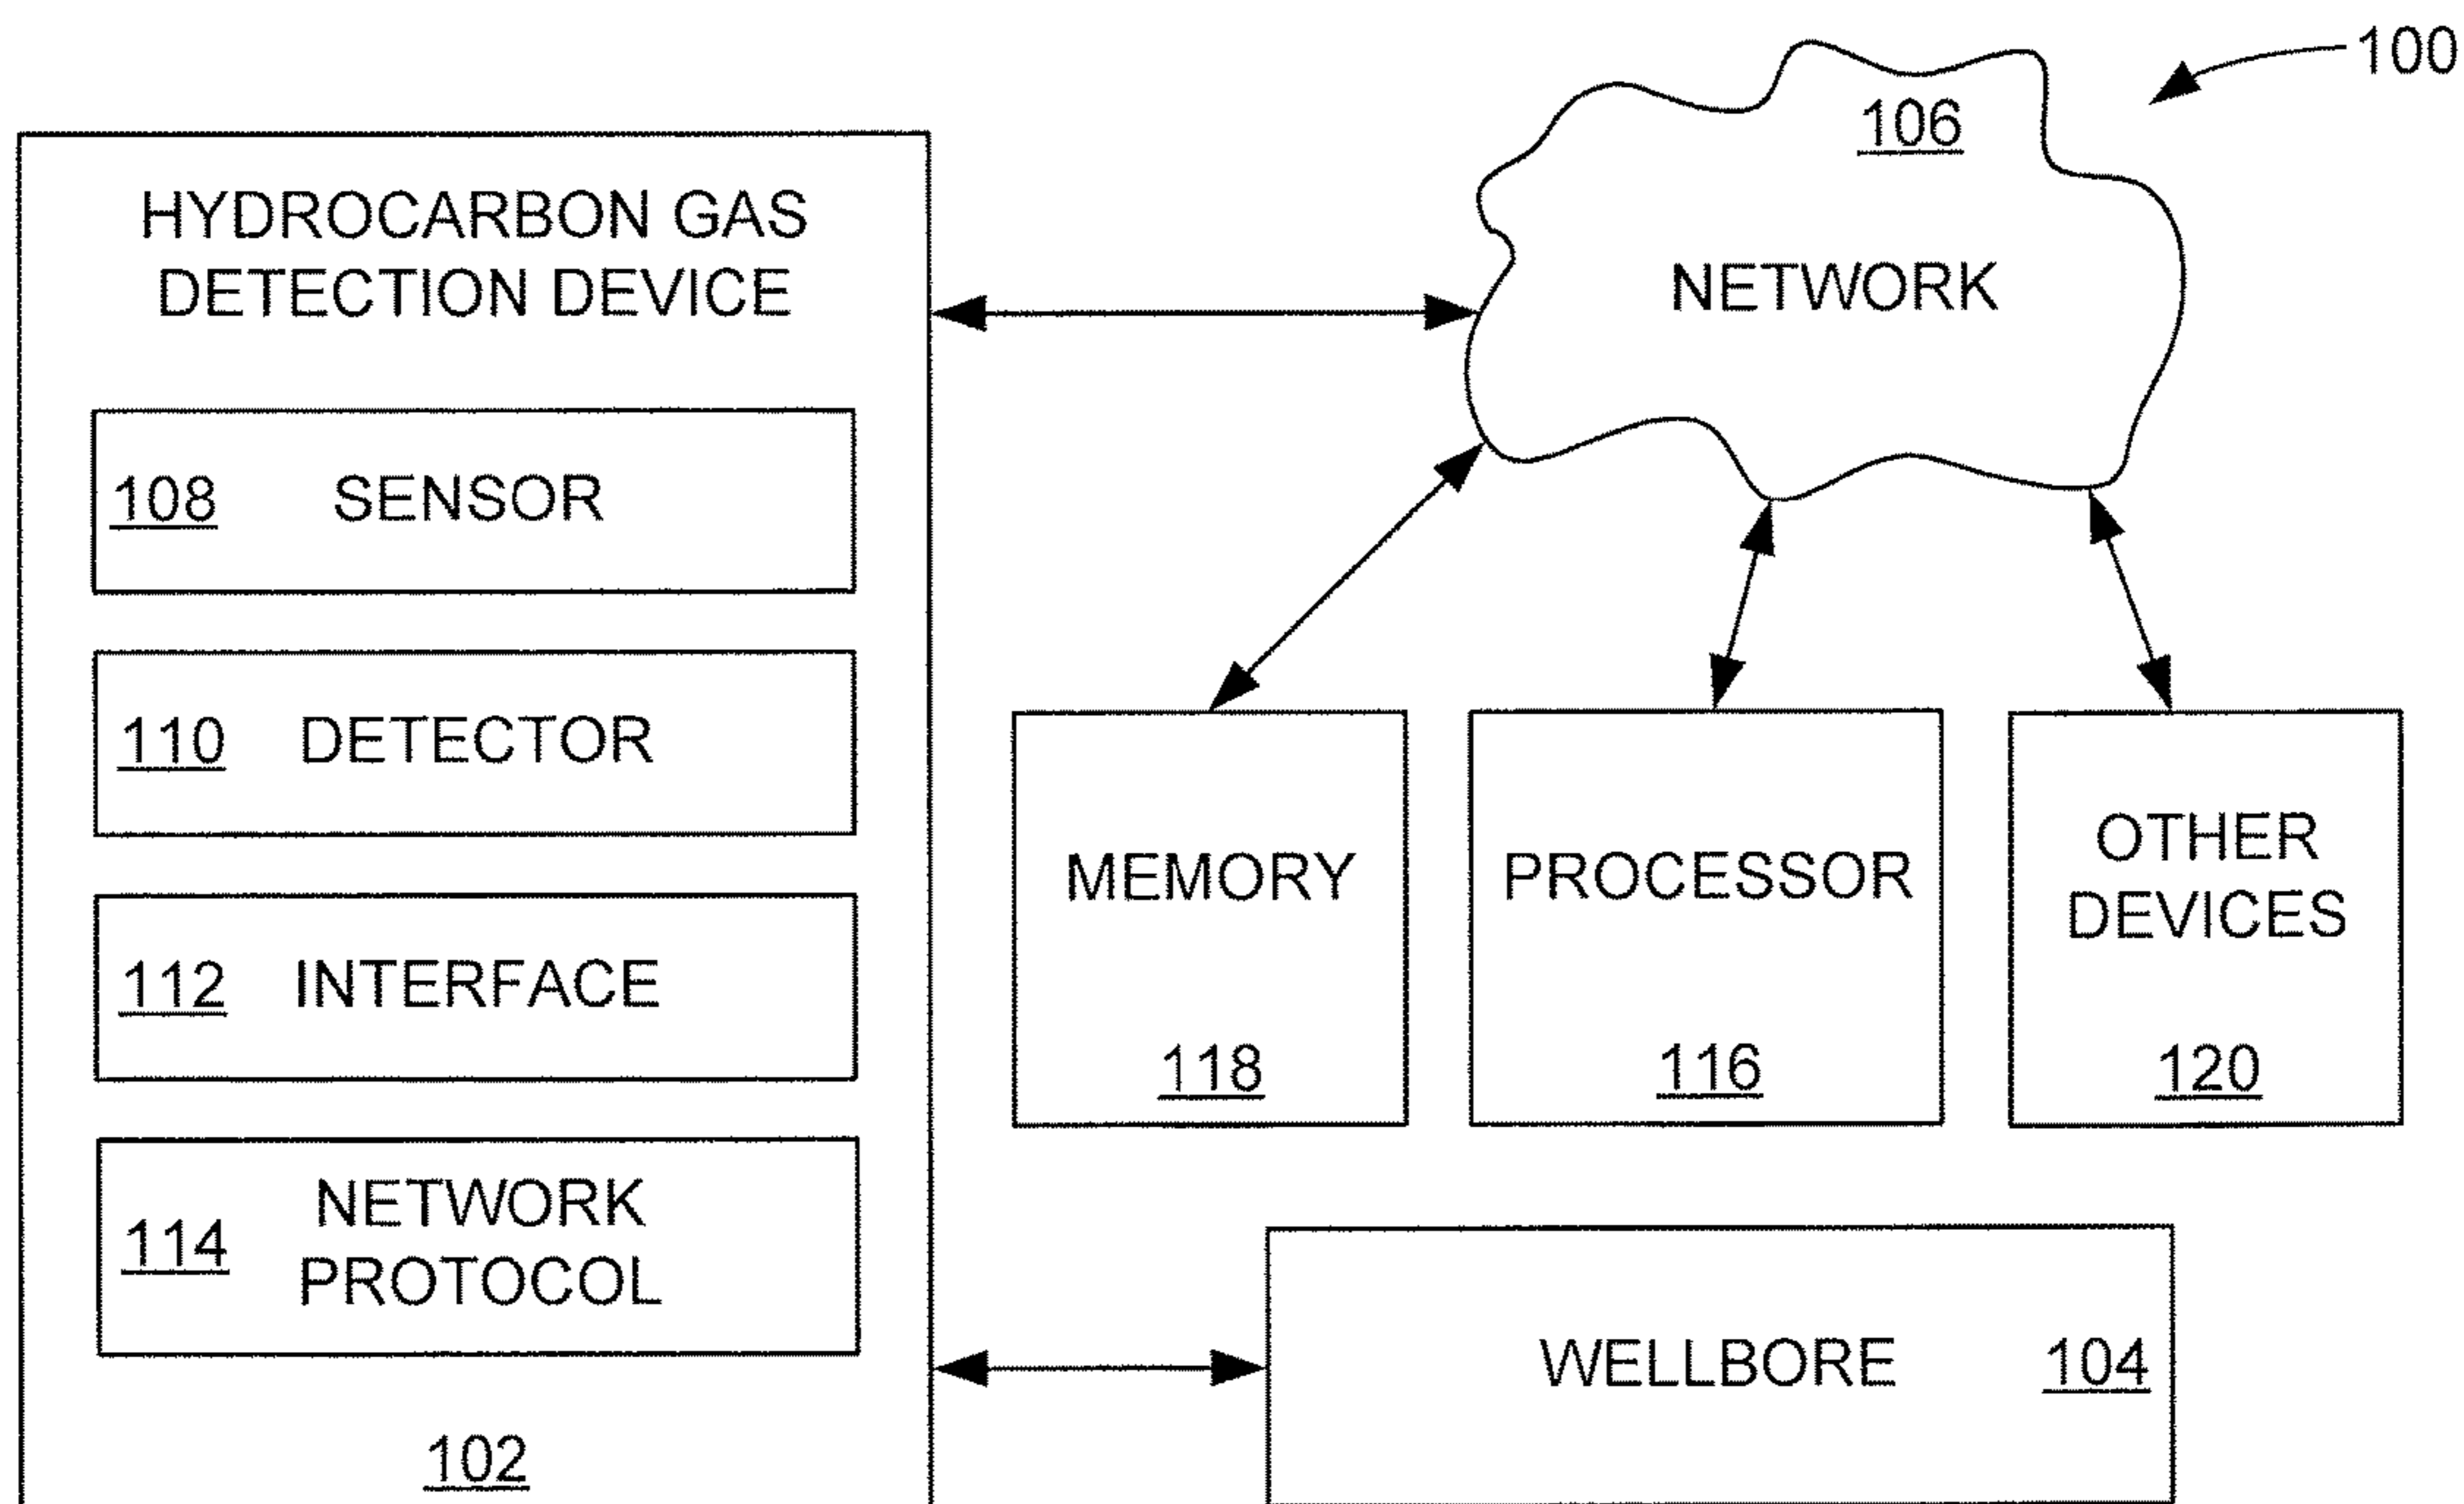 100
106
NETWORK
HYDROCARBON GAS
DETECTION DEVICE
108 SENSOR
110 DETECTOR
112 INTERFACE
114 NETWORK
PROTOCOL
102
MEMORY
118
PROCESSOR
116
OTHER
DEVICES
120
WELLBORE 104